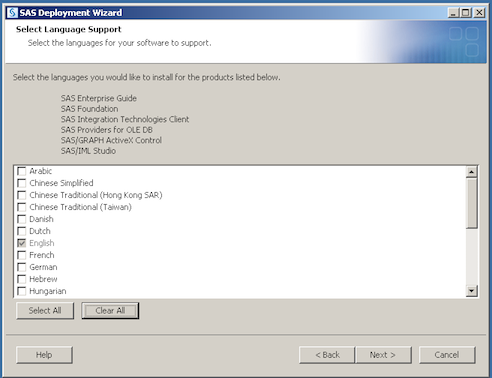 SAS Deployment Wizard
Select Language Support
Select the languages for your software to support.
Select the languages you would like to install for the products listed below.
SAS Enterprise Guide
SAS Foundation
SAS Integration Technologies Client
SAS Providers for OLE DB
SAS/GRAPH ActiveX Control
SAS/IML Studio
Arabic
Chinese Simplified
Chinese Traditional (Hong Kong SAR)
Chinese Traditional (Taiwan)
Danish
Dutch
English
French
German
Hebrew
Hungarian
Select All Clear All
Help < Back Next > Cancel